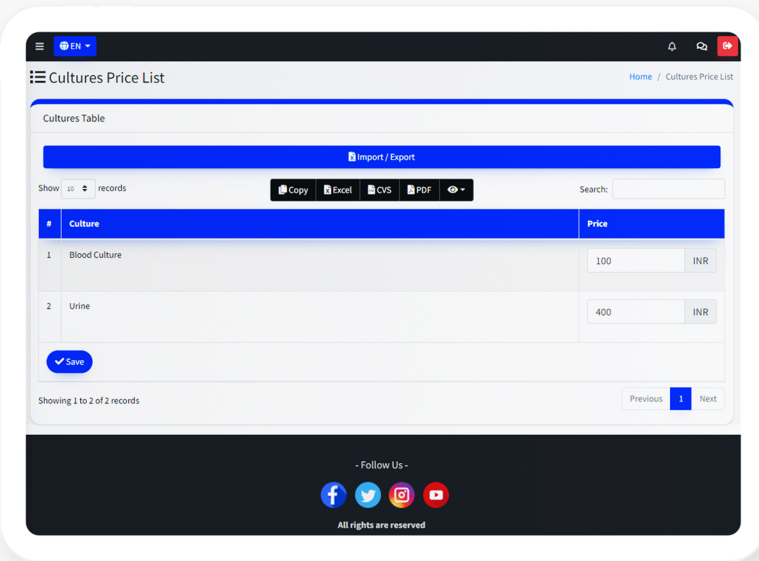 EN
Cultures Price List
Home / Cultures Price List
Cultures Table
Import / Export
Show 10 records
Copy Excel CVS PDF
Search:
# Culture Price
1 Blood Culture 100 INR
2 Urine 400 INR
Save
Showing 1 to 2 of 2 records
Previous 1 Next
- Follow Us -
All rights are reserved